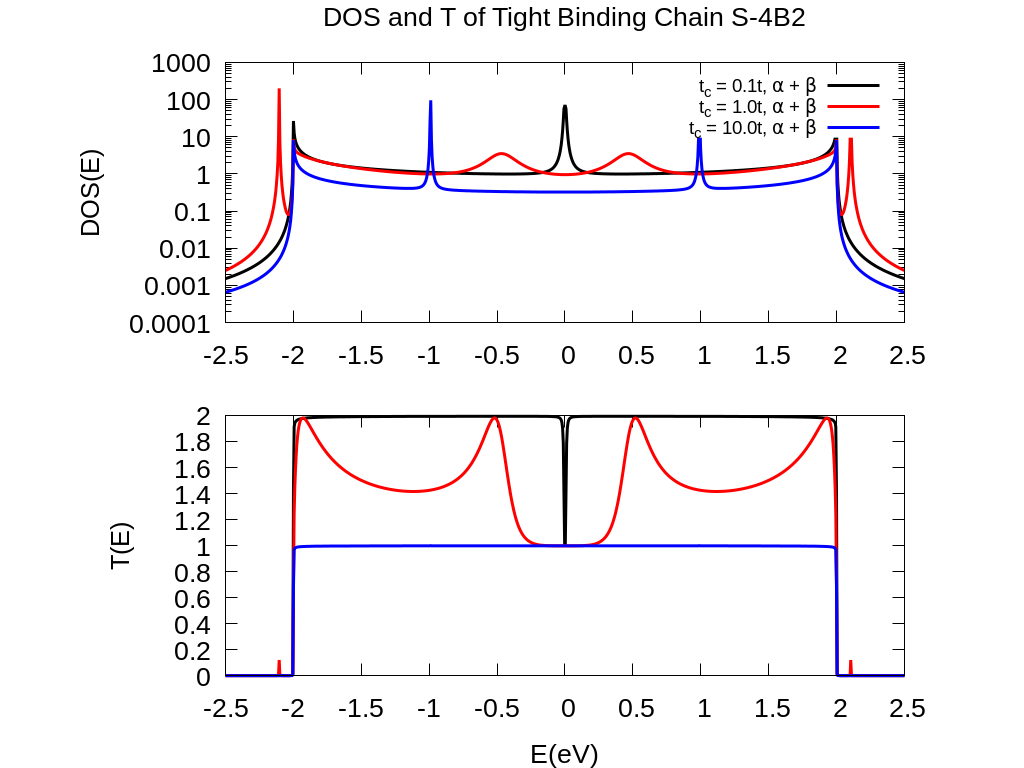 DOS and T of Tight Binding Chain S-4B2
1000
100
10
1
0.1
0.01
0.001
0.0001
DOS(E)
t_c = 0.1t, α + β
t_c = 1.0t, α + β
t_c = 10.0t, α + β
-2.5 -2 -1.5 -1 -0.5 0 0.5 1 1.5 2 2.5
2
1.8
1.6
1.4
1.2
1
0.8
0.6
0.4
0.2
0
T(E)
-2.5 -2 -1.5 -1 -0.5 0 0.5 1 1.5 2 2.5
E(eV)